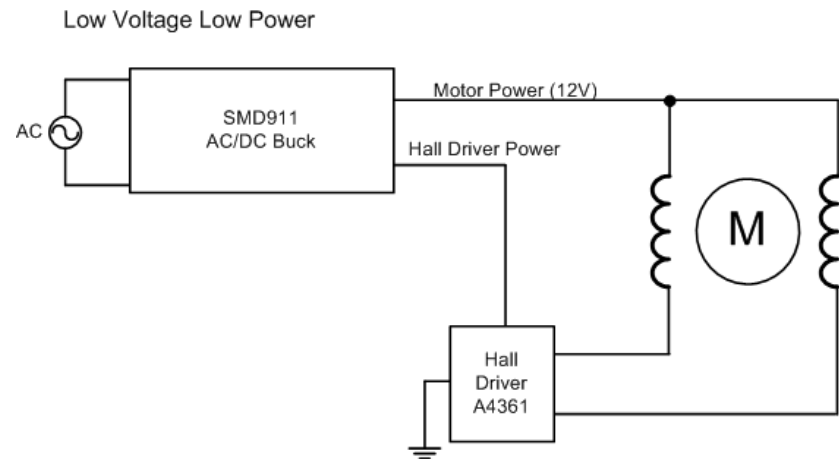 Low Voltage Low Power
AC
SMD911
AC/DC Buck
Motor Power (12V)
Hall Driver Power
M
Hall
Driver
A4361